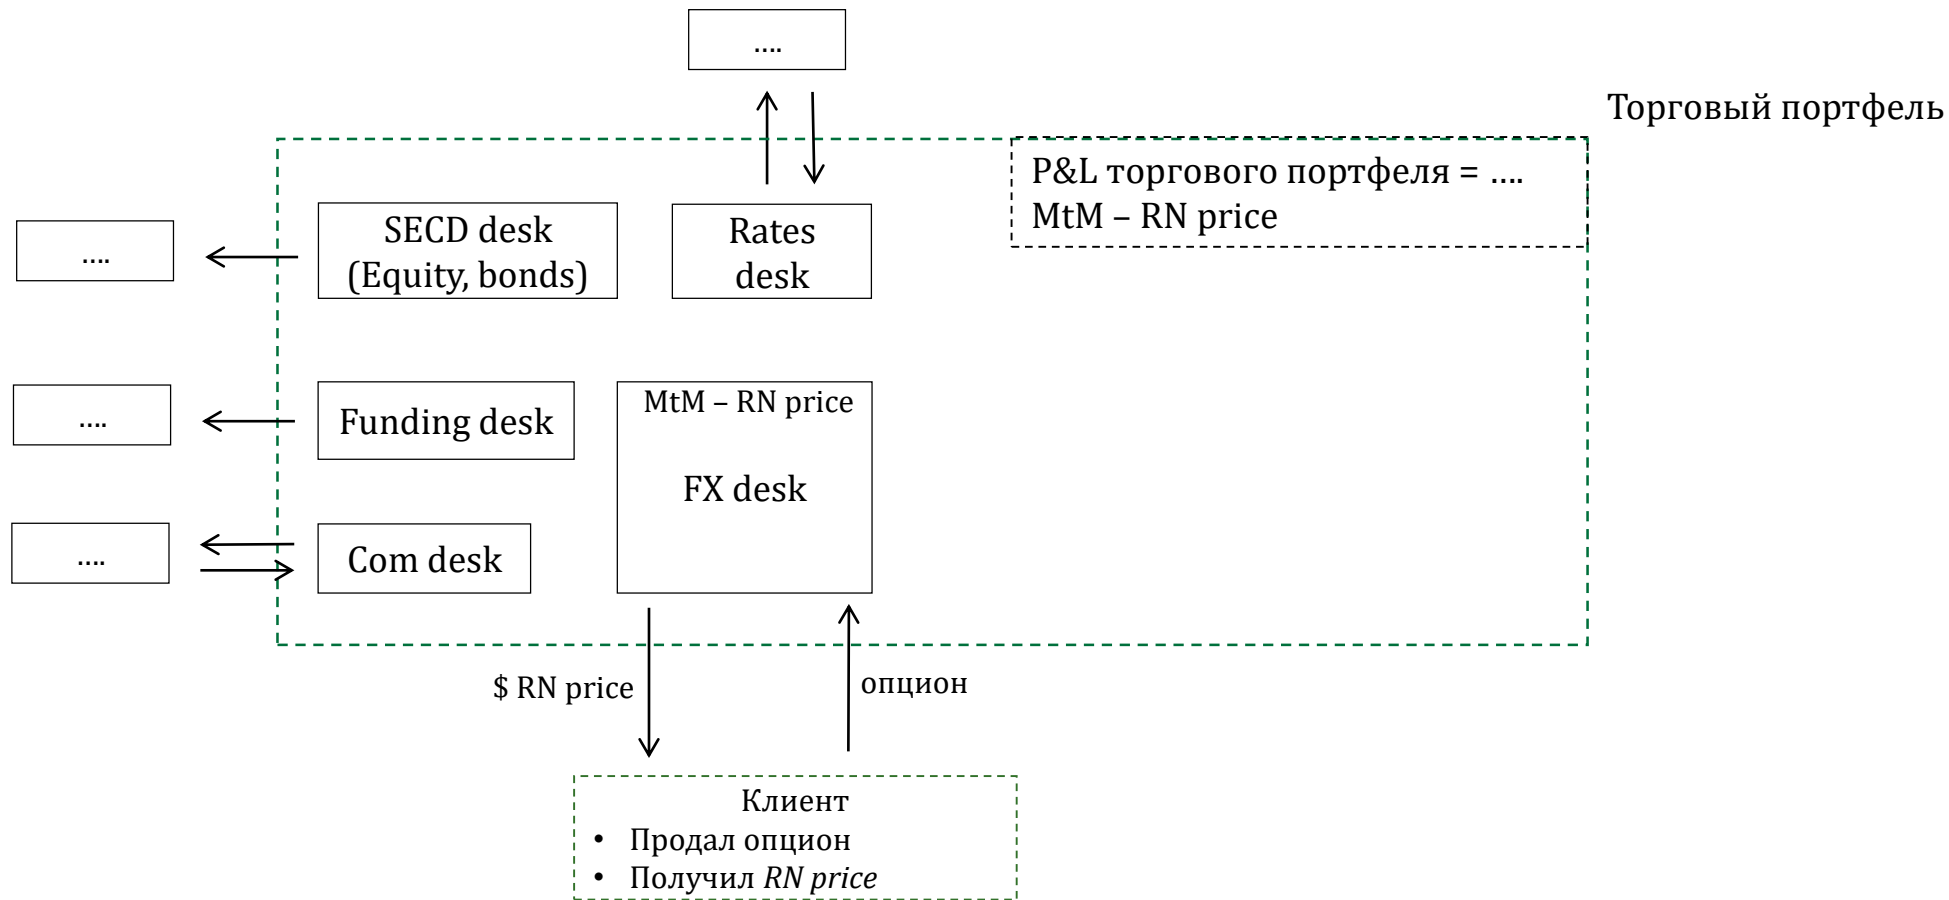 ....
Торговый портфель
P&L торгового портфеля = ....
MtM – RN price
SECD desk
(Equity, bonds)
Rates
desk
....
MtM – RN price
FX desk
Funding desk
....
Com desk
....
$ RN price
опцион
Клиент
• Продал опцион
• Получил RN price